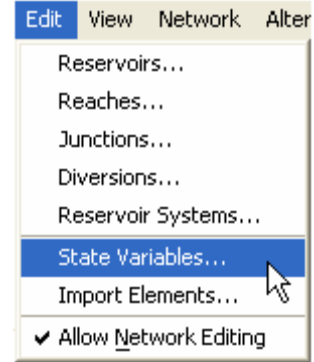 Edit View Network Alter
Reservoirs...
Reaches...
Junctions...
Diversions...
Reservoir Systems...
State Variables...
Import Elements...
✔ Allow Network Editing